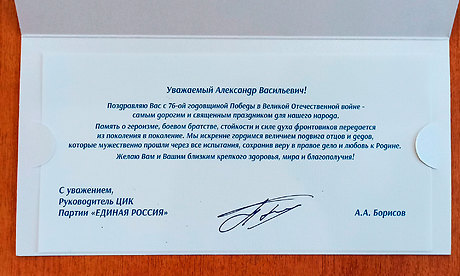 Уважаемый Александр Васильевич!
Поздравляю Вас с 76-ой годовщиной Победы в Великой Отечественной войне -
самым дорогим и священным праздником для нашего народа.
Память о героизме, боевом братстве, стойкости и силе духа фронтовиков передается
из поколения в поколение. Мы искренне гордимся величием подвига отцов и дедов,
которые мужественно прошли через все испытания, сохранив веру в правое дело и любовь к Родине.
Желаю Вам и Вашим близким крепкого здоровья, мира и благополучия!
С уважением,
Руководитель ЦИК
Партии «ЕДИНАЯ РОССИЯ»
А.А. Борисов